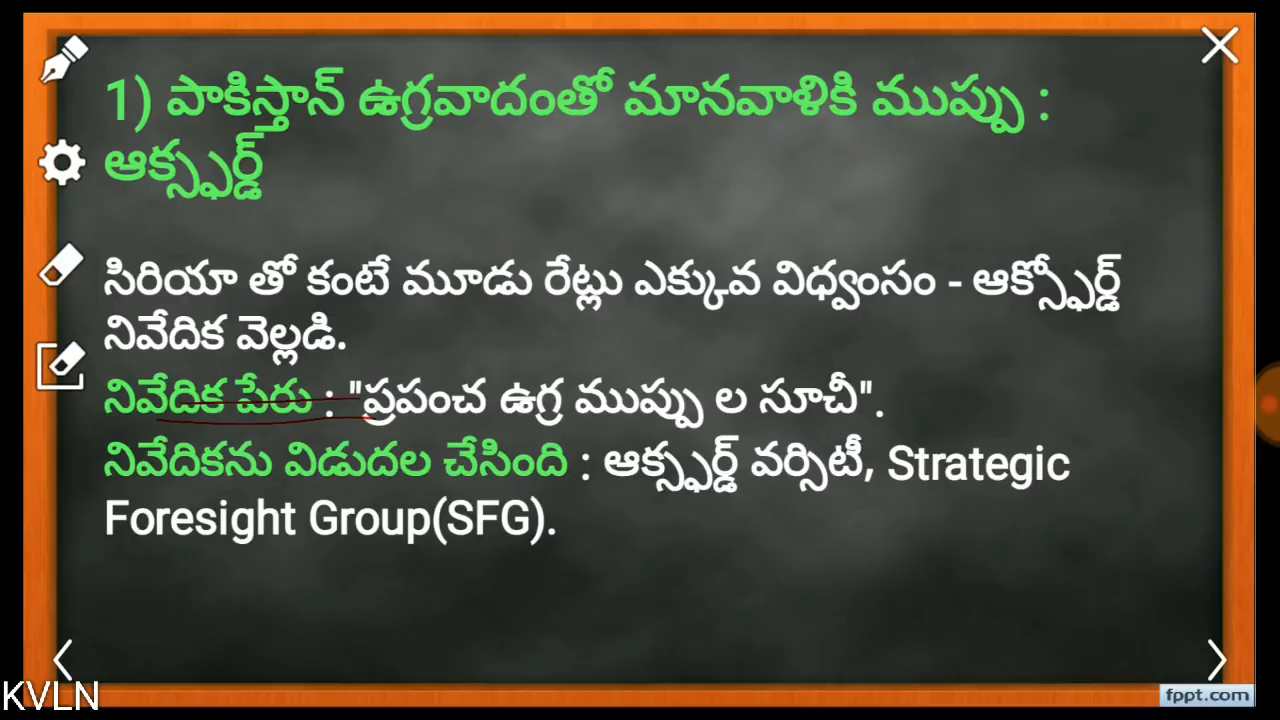 1) పాకిస్తాన్ ఉగ్రవాదంతో మానవాళికి ముప్పు :
ఆక్స్ఫర్డ్
సిరియా తో కంటే మూడు రేట్లు ఎక్కువ విధ్వంసం - ఆక్స్ఫోర్డ్
నివేదిక వెల్లడి.
నివేదిక పేరు : "ప్రపంచ ఉగ్ర ముప్పు ల సూచీ".
నివేదికను విడుదల చేసింది : ఆక్స్ఫర్డ్ వర్సిటీ, Strategic
Foresight Group(SFG).
KVLN
fppt.com